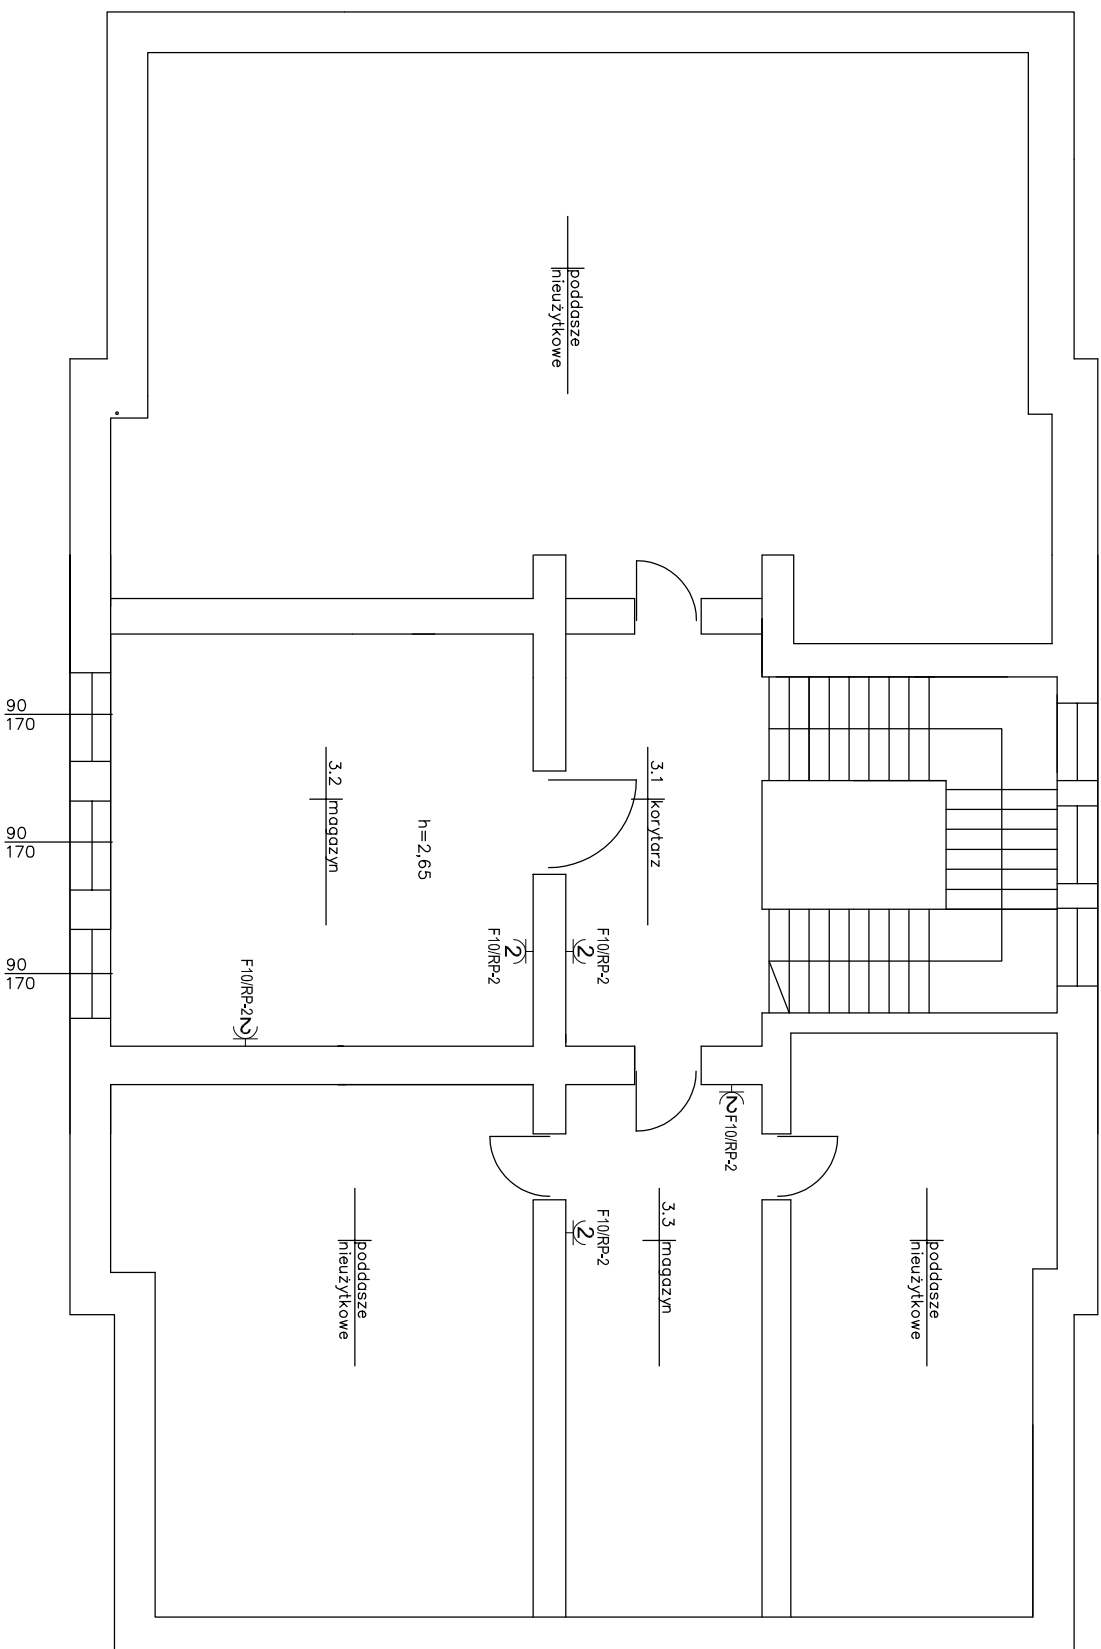 poddasze
nieużytkowe
90
170
90
170
90
170
3.2 magazyn
h=2,65
3.1 korytarz
F10/RP-2
2
F10/RP-2
2
F10/RP-2
2
F10/RP-2
2
3.3 magazyn
F10/RP-2
2
poddasze
nieużytkowe
poddasze
nieużytkowe